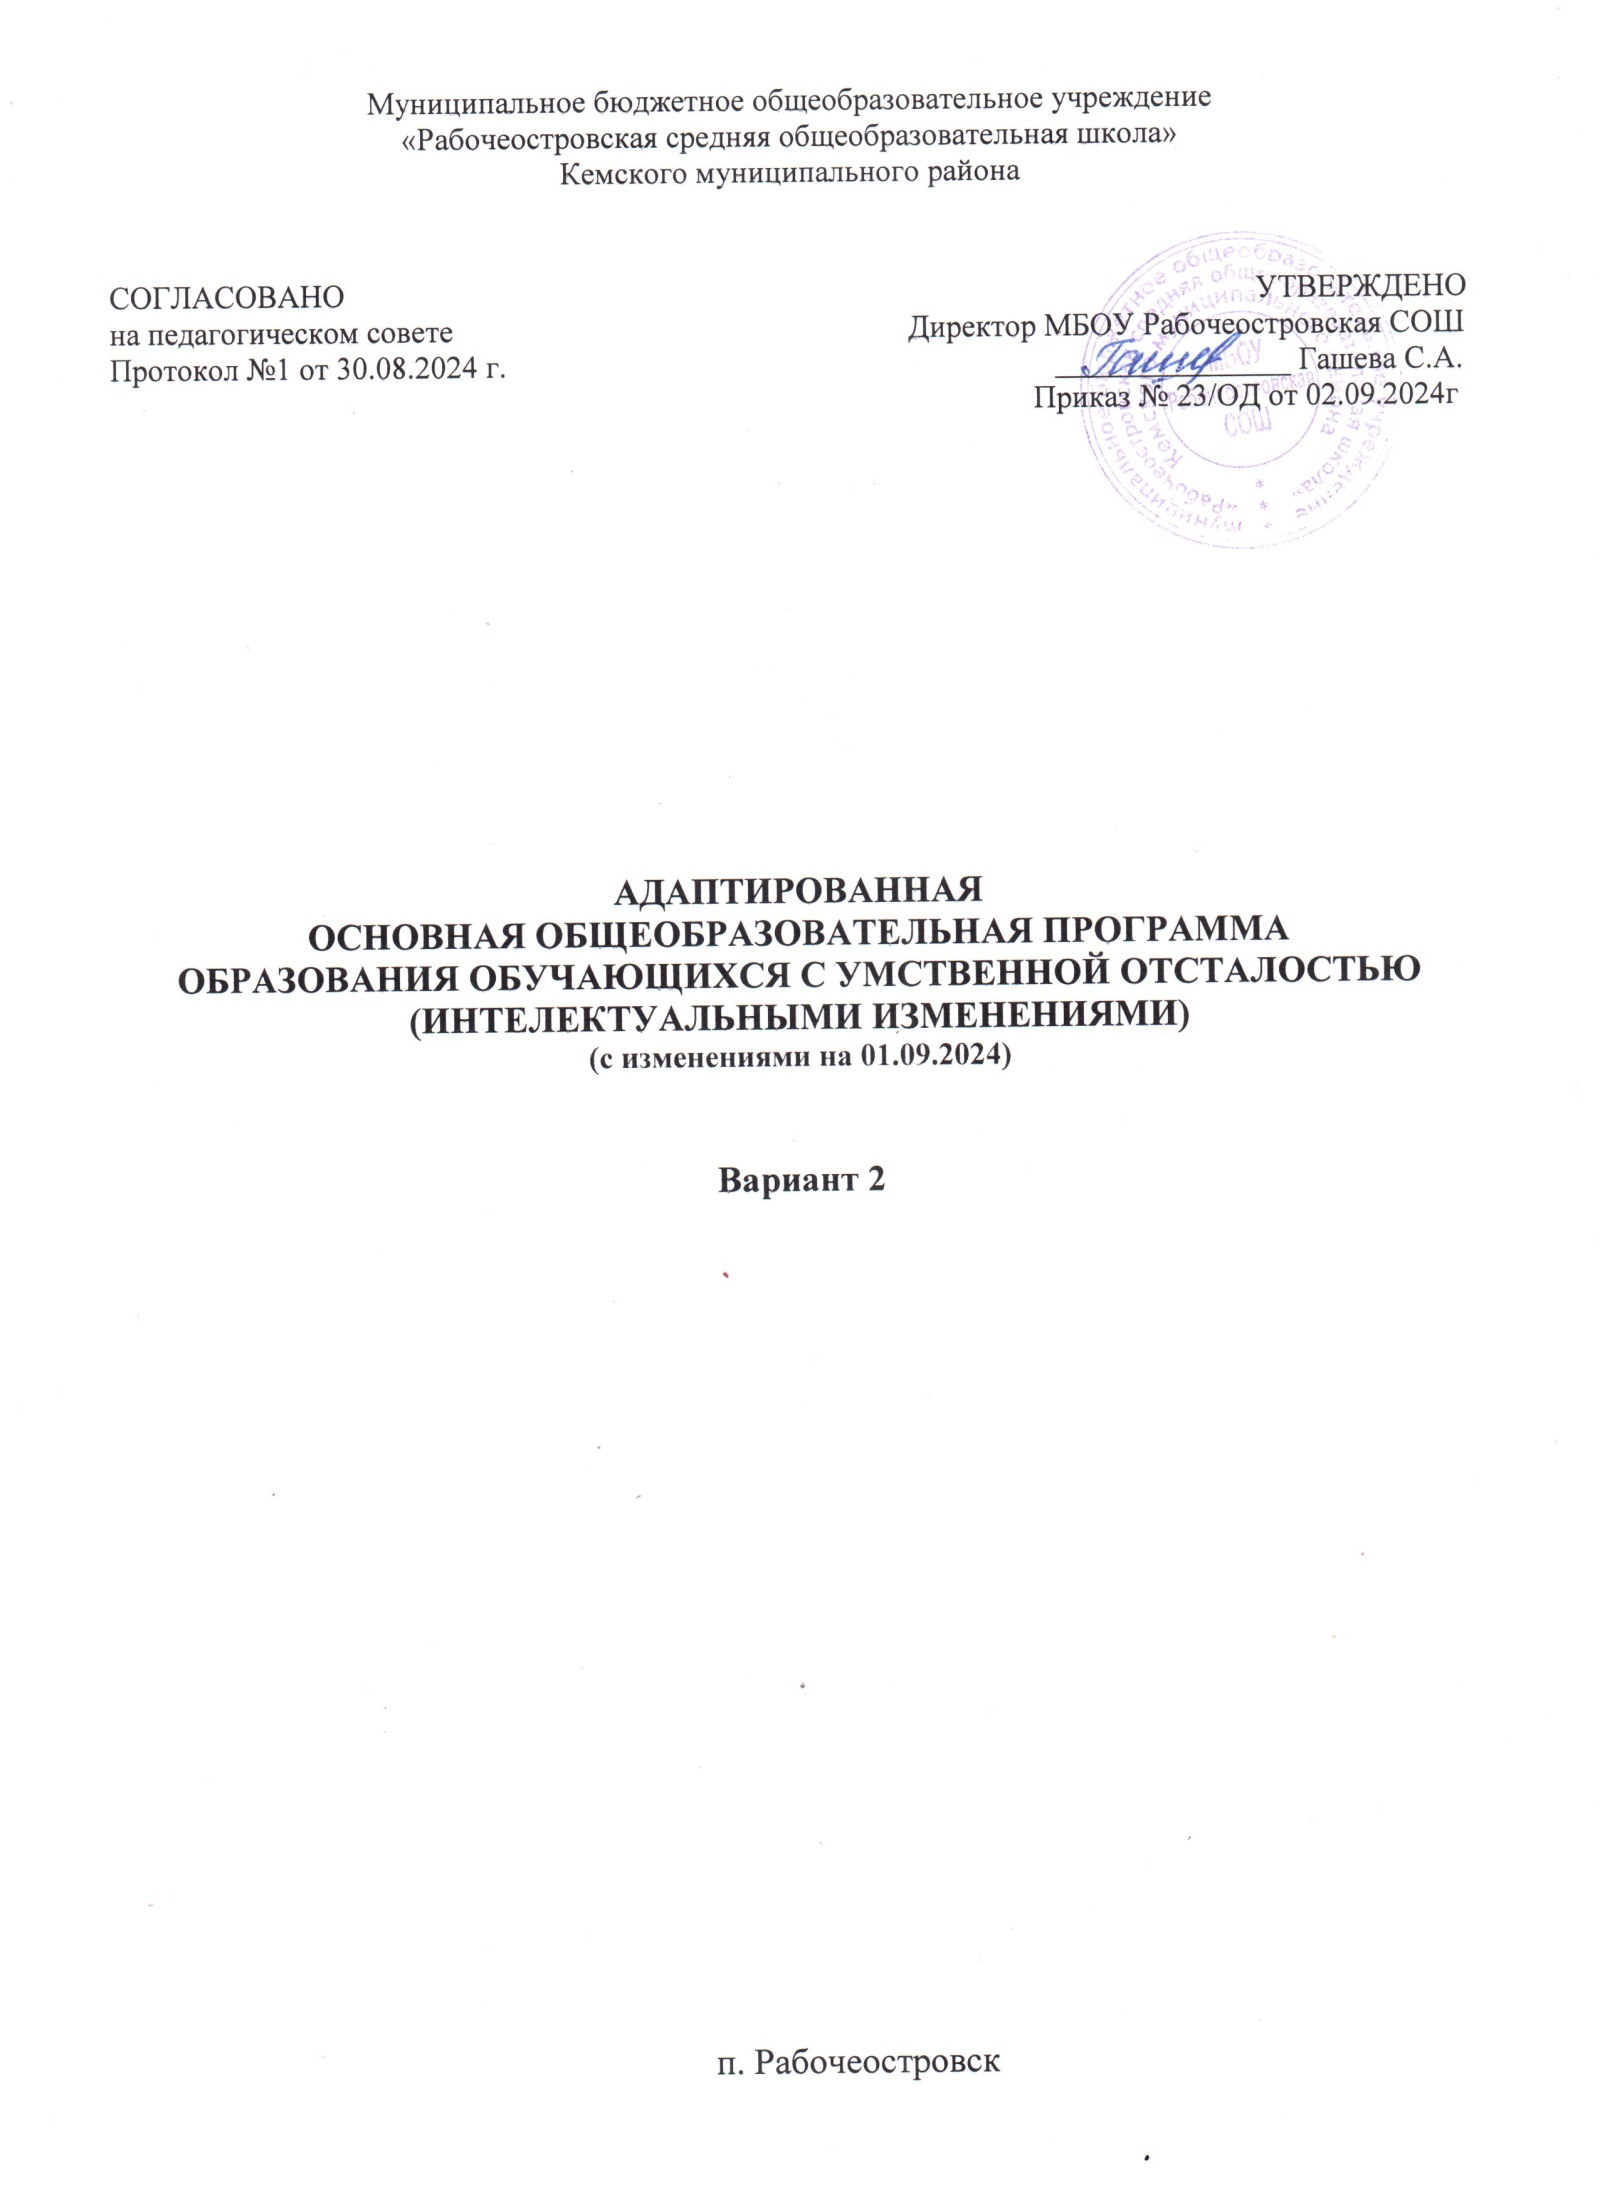 Муниципальное бюджетное общеобразовательное учреждение
«Рабочеостровская средняя общеобразовательная школа»
Кемского муниципального района
СОГЛАСОВАНО
на педагогическом совете
Протокол №1 от 30.08.2024 г.
УТВЕРЖДЕНО
Директор МБОУ Рабочеостровская СОШ
Гашева С.А.
Приказ № 23/ОД от 02.09.2024г
СОШ
АДАПТИРОВАННАЯ
ОСНОВНАЯ ОБЩЕОБРАЗОВАТЕЛЬНАЯ ПРОГРАММА
ОБРАЗОВАНИЯ ОБУЧАЮЩИХСЯ С УМСТВЕННОЙ ОТСТАЛОСТЬЮ
(ИНТЕЛЕКТУАЛЬНЫМИ ИЗМЕНЕНИЯМИ)
(с изменениями на 01.09.2024)
Вариант 2
п. Рабочеостровск